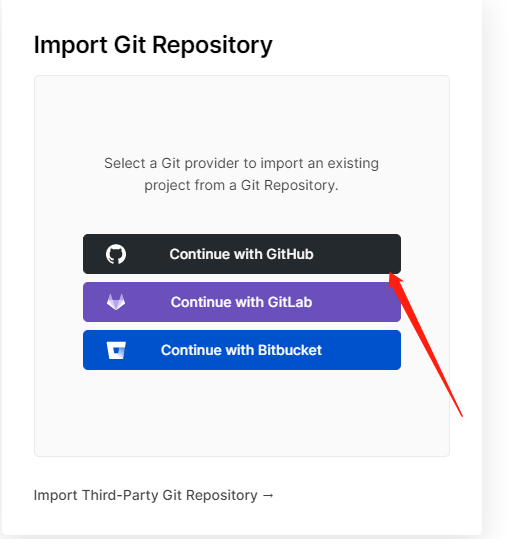 Import Git Repository
Select a Git provider to import an existing
project from a Git Repository.
Continue with GitHub
Continue with GitLab
Continue with Bitbucket
Import Third-Party Git Repository →